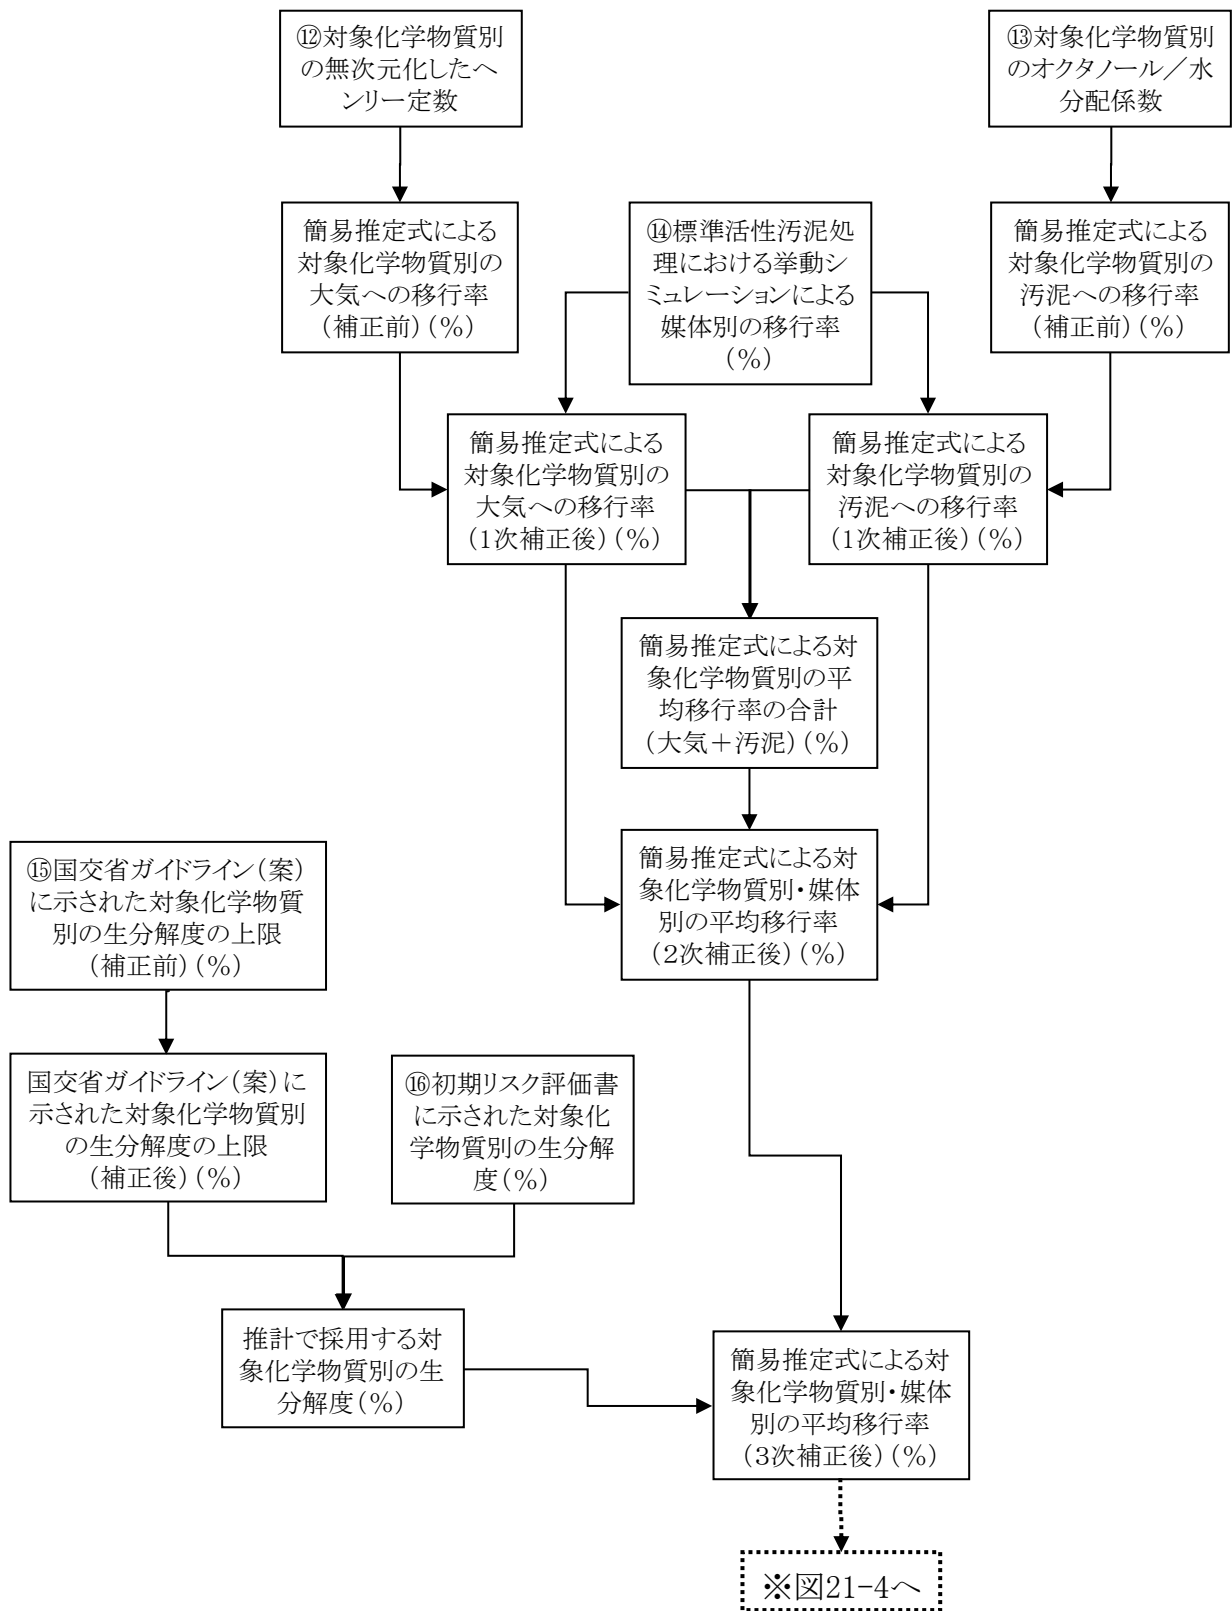 ⑫対象化学物質別
の無次元化したヘ
ンリー定数
⑬対象化学物質別
のオクタノール／水
分配係数
簡易推定式による
対象化学物質別の
大気への移行率
（補正前）（％）
⑭標準活性汚泥処
理における挙動シ
ミュレーションによる
媒体別の移行率
（％）
簡易推定式による
対象化学物質別の
汚泥への移行率
（補正前）（％）
簡易推定式による
対象化学物質別の
大気への移行率
（1次補正後）（％）
簡易推定式による
対象化学物質別の
汚泥への移行率
（1次補正後）（％）
簡易推定式による対
象化学物質別の平
均移行率の合計
（大気＋汚泥）（％）
簡易推定式による対
象化学物質別・媒体
別の平均移行率
（２次補正後）（％）
⑮国交省ガイドライン（案）
に示された対象化学物質
別の生分解度の上限
（補正前）（％）
国交省ガイドライン（案）に
示された対象化学物質別
の生分解度の上限
（補正後）（％）
⑯初期リスク評価書
に示された対象化
学物質別の生分解
度（％）
推計で採用する対
象化学物質別の生
分解度（％）
簡易推定式による対
象化学物質別・媒体
別の平均移行率
（３次補正後）（％）
※図21-4へ